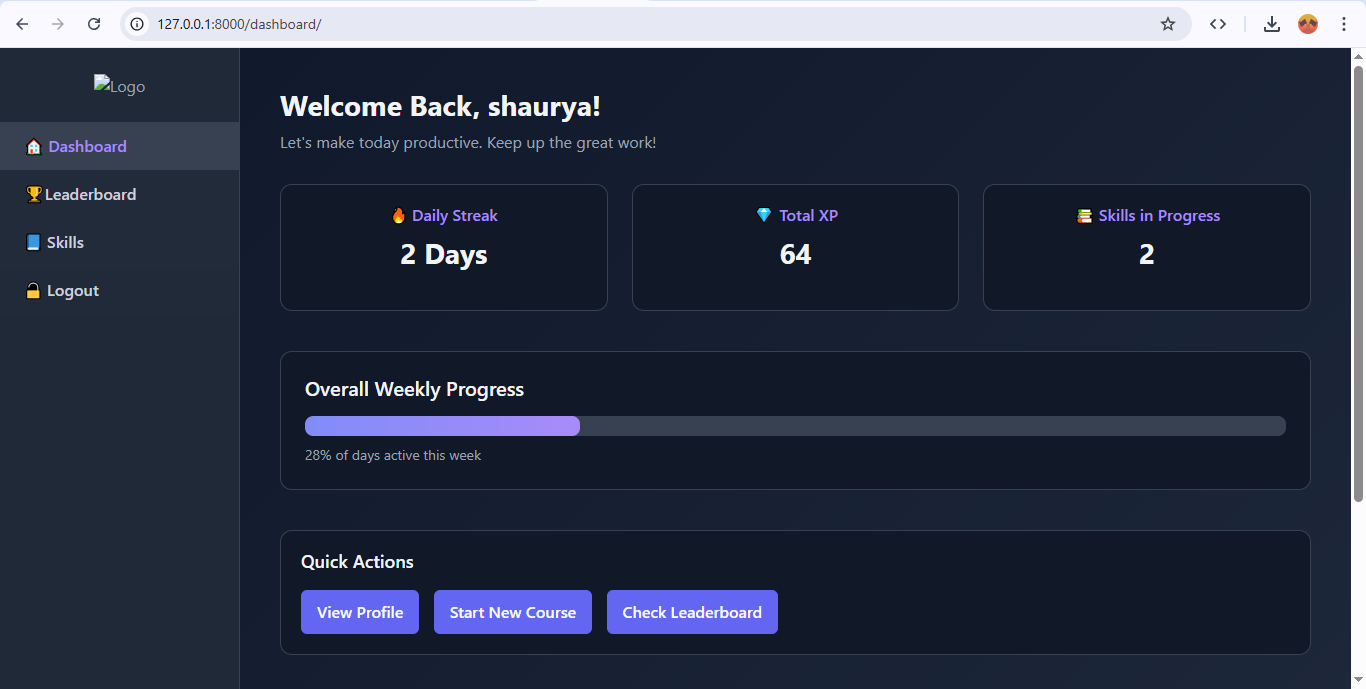 127.0.0.1:8000/dashboard/
Logo
Dashboard
Leaderboard
Skills
Logout
Welcome Back, shaurya!
Let's make today productive. Keep up the great work!
Daily Streak
2 Days
Total XP
64
Skills in Progress
2
Overall Weekly Progress
28% of days active this week
Quick Actions
View Profile
Start New Course
Check Leaderboard